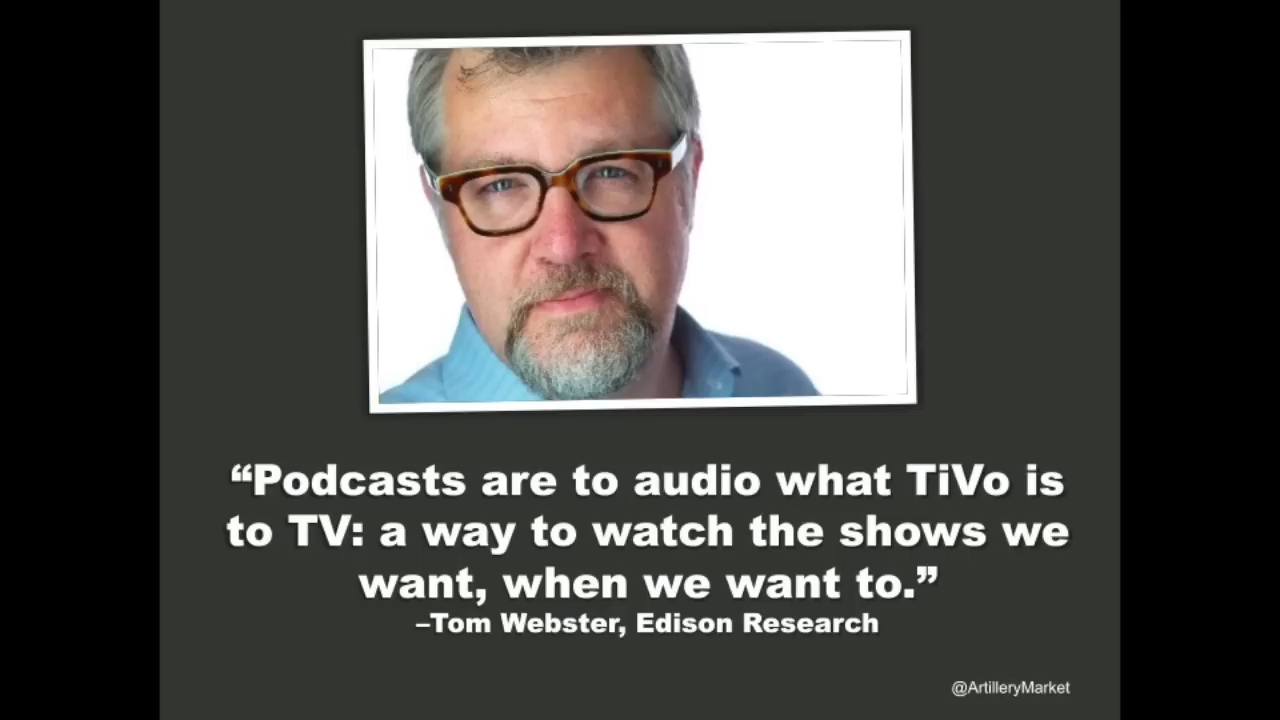 “Podcasts are to audio what TiVo is
to TV: a way to watch the shows we
want, when we want to.”
–Tom Webster, Edison Research
@ArtilleryMarket